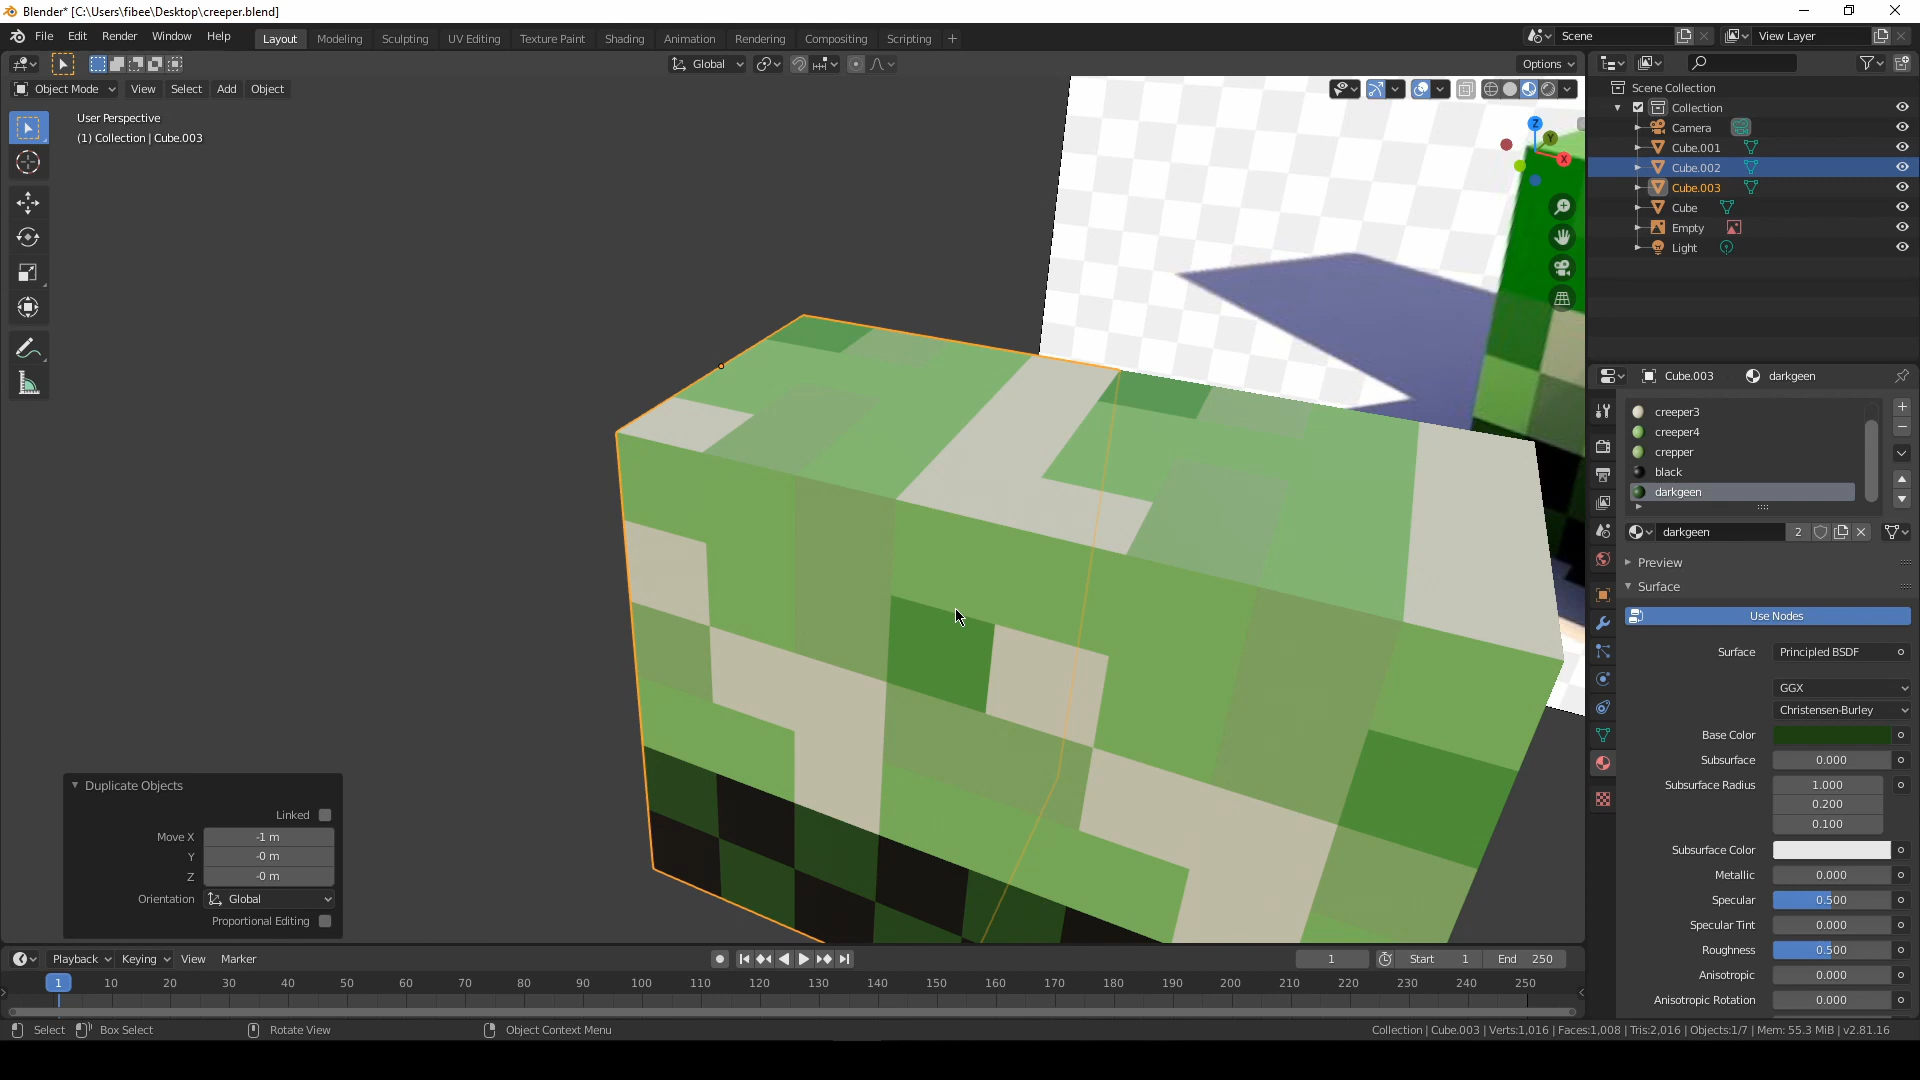 Blender* [C:\Users\fibee\Desktop\creeper.blend]
File Edit Render Window Help
Layout Modeling Sculpting UV Editing Texture Paint Shading Animation Rendering Compositing Scripting +
Scene
View Layer
Global
Options
Object Mode View Select Add Object
User Perspective
(1) Collection | Cube.003
Z
Y
X
Scene Collection
Collection
Camera
Cube.001
Cube.002
Cube.003
Cube
Empty
Light
Cube.003 darkgeen
creeper3
creeper4
crepper
black
darkgeen
darkgeen 2
Preview
Surface
Use Nodes
Surface Principled BSDF
GGX
Christensen-Burley
Base Color
Subsurface 0.000
Subsurface Radius 1.000
0.200
0.100
Subsurface Color
Metallic 0.000
Specular 0.500
Specular Tint 0.000
Roughness 0.500
Anisotropic 0.000
Anisotropic Rotation 0.000
Duplicate Objects
Linked
Move X -1 m
Y -0 m
Z -0 m
Orientation Global
Proportional Editing
Playback Keying View Marker
1 Start 1 End 250
1 10 20 30 40 50 60 70 80 90 100 110 120 130 140 150 160 170 180 190 200 210 220 230 240 250
Select Box Select Rotate View Object Context Menu
Collection | Cube.003 | Verts:1,016 | Faces:1,008 | Tris:2,016 | Objects:1/7 | Mem: 55.3 MiB | v2.81.16